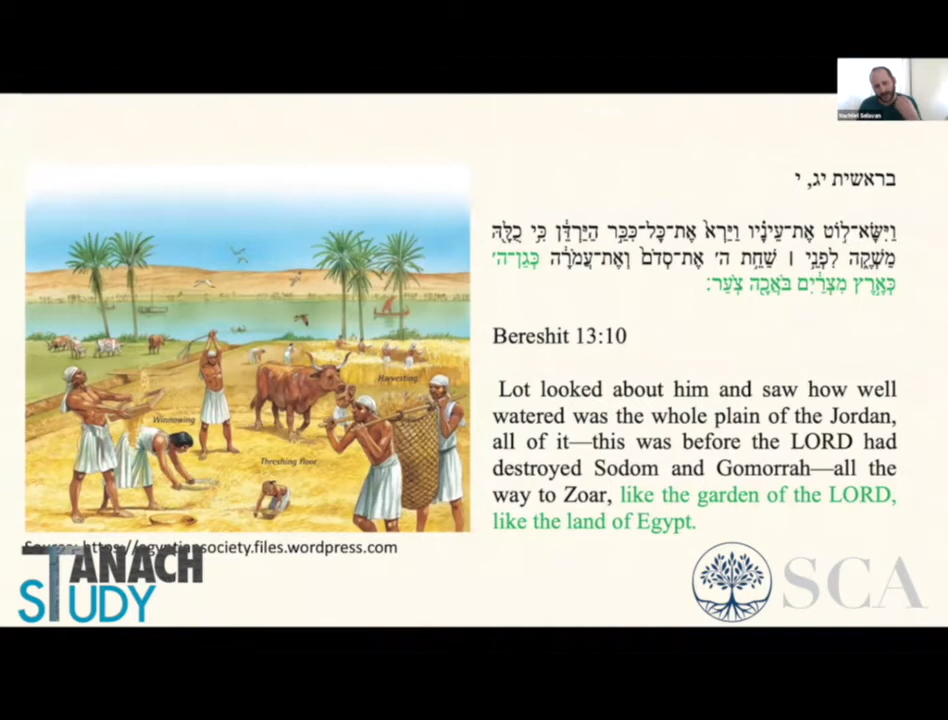 Nachliel Selavan
בראשית יג, י
וַיִּשָּׂא־ל֣וֹט אֶת־עֵינָ֗יו וַיַּרְא֙ אֶת־כָּל־כִּכַּ֣ר הַיַּרְדֵּ֔ן כִּ֥י כֻלָּ֖הּ
מַשְׁקֶ֑ה לִפְנֵ֣י ׀ שַׁחֵ֣ת ה' אֶת־סְדֹם֙ וְאֶת־עֲמֹרָ֔ה כְּגַן־ה'
כְּאֶ֣רֶץ מִצְרַ֔יִם בֹּאֲכָ֖ה צֹֽעַר׃
Bereshit 13:10
Lot looked about him and saw how well
watered was the whole plain of the Jordan,
all of it—this was before the LORD had
destroyed Sodom and Gomorrah—all the
way to Zoar, like the garden of the LORD,
like the land of Egypt.
Harvesting
Winnowing
Threshing floor
Source: https://egyptiansociety.files.wordpress.com
TANACH
STUDY
SCA